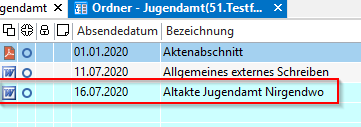 Ordner - Jugendamt(51.Testf...
Absendedatum Bezeichnung
01.01.2020 Aktenabschnitt
11.07.2020 Allgemeines externes Schreiben
16.07.2020 Altakte Jugendamt Nirgendwo